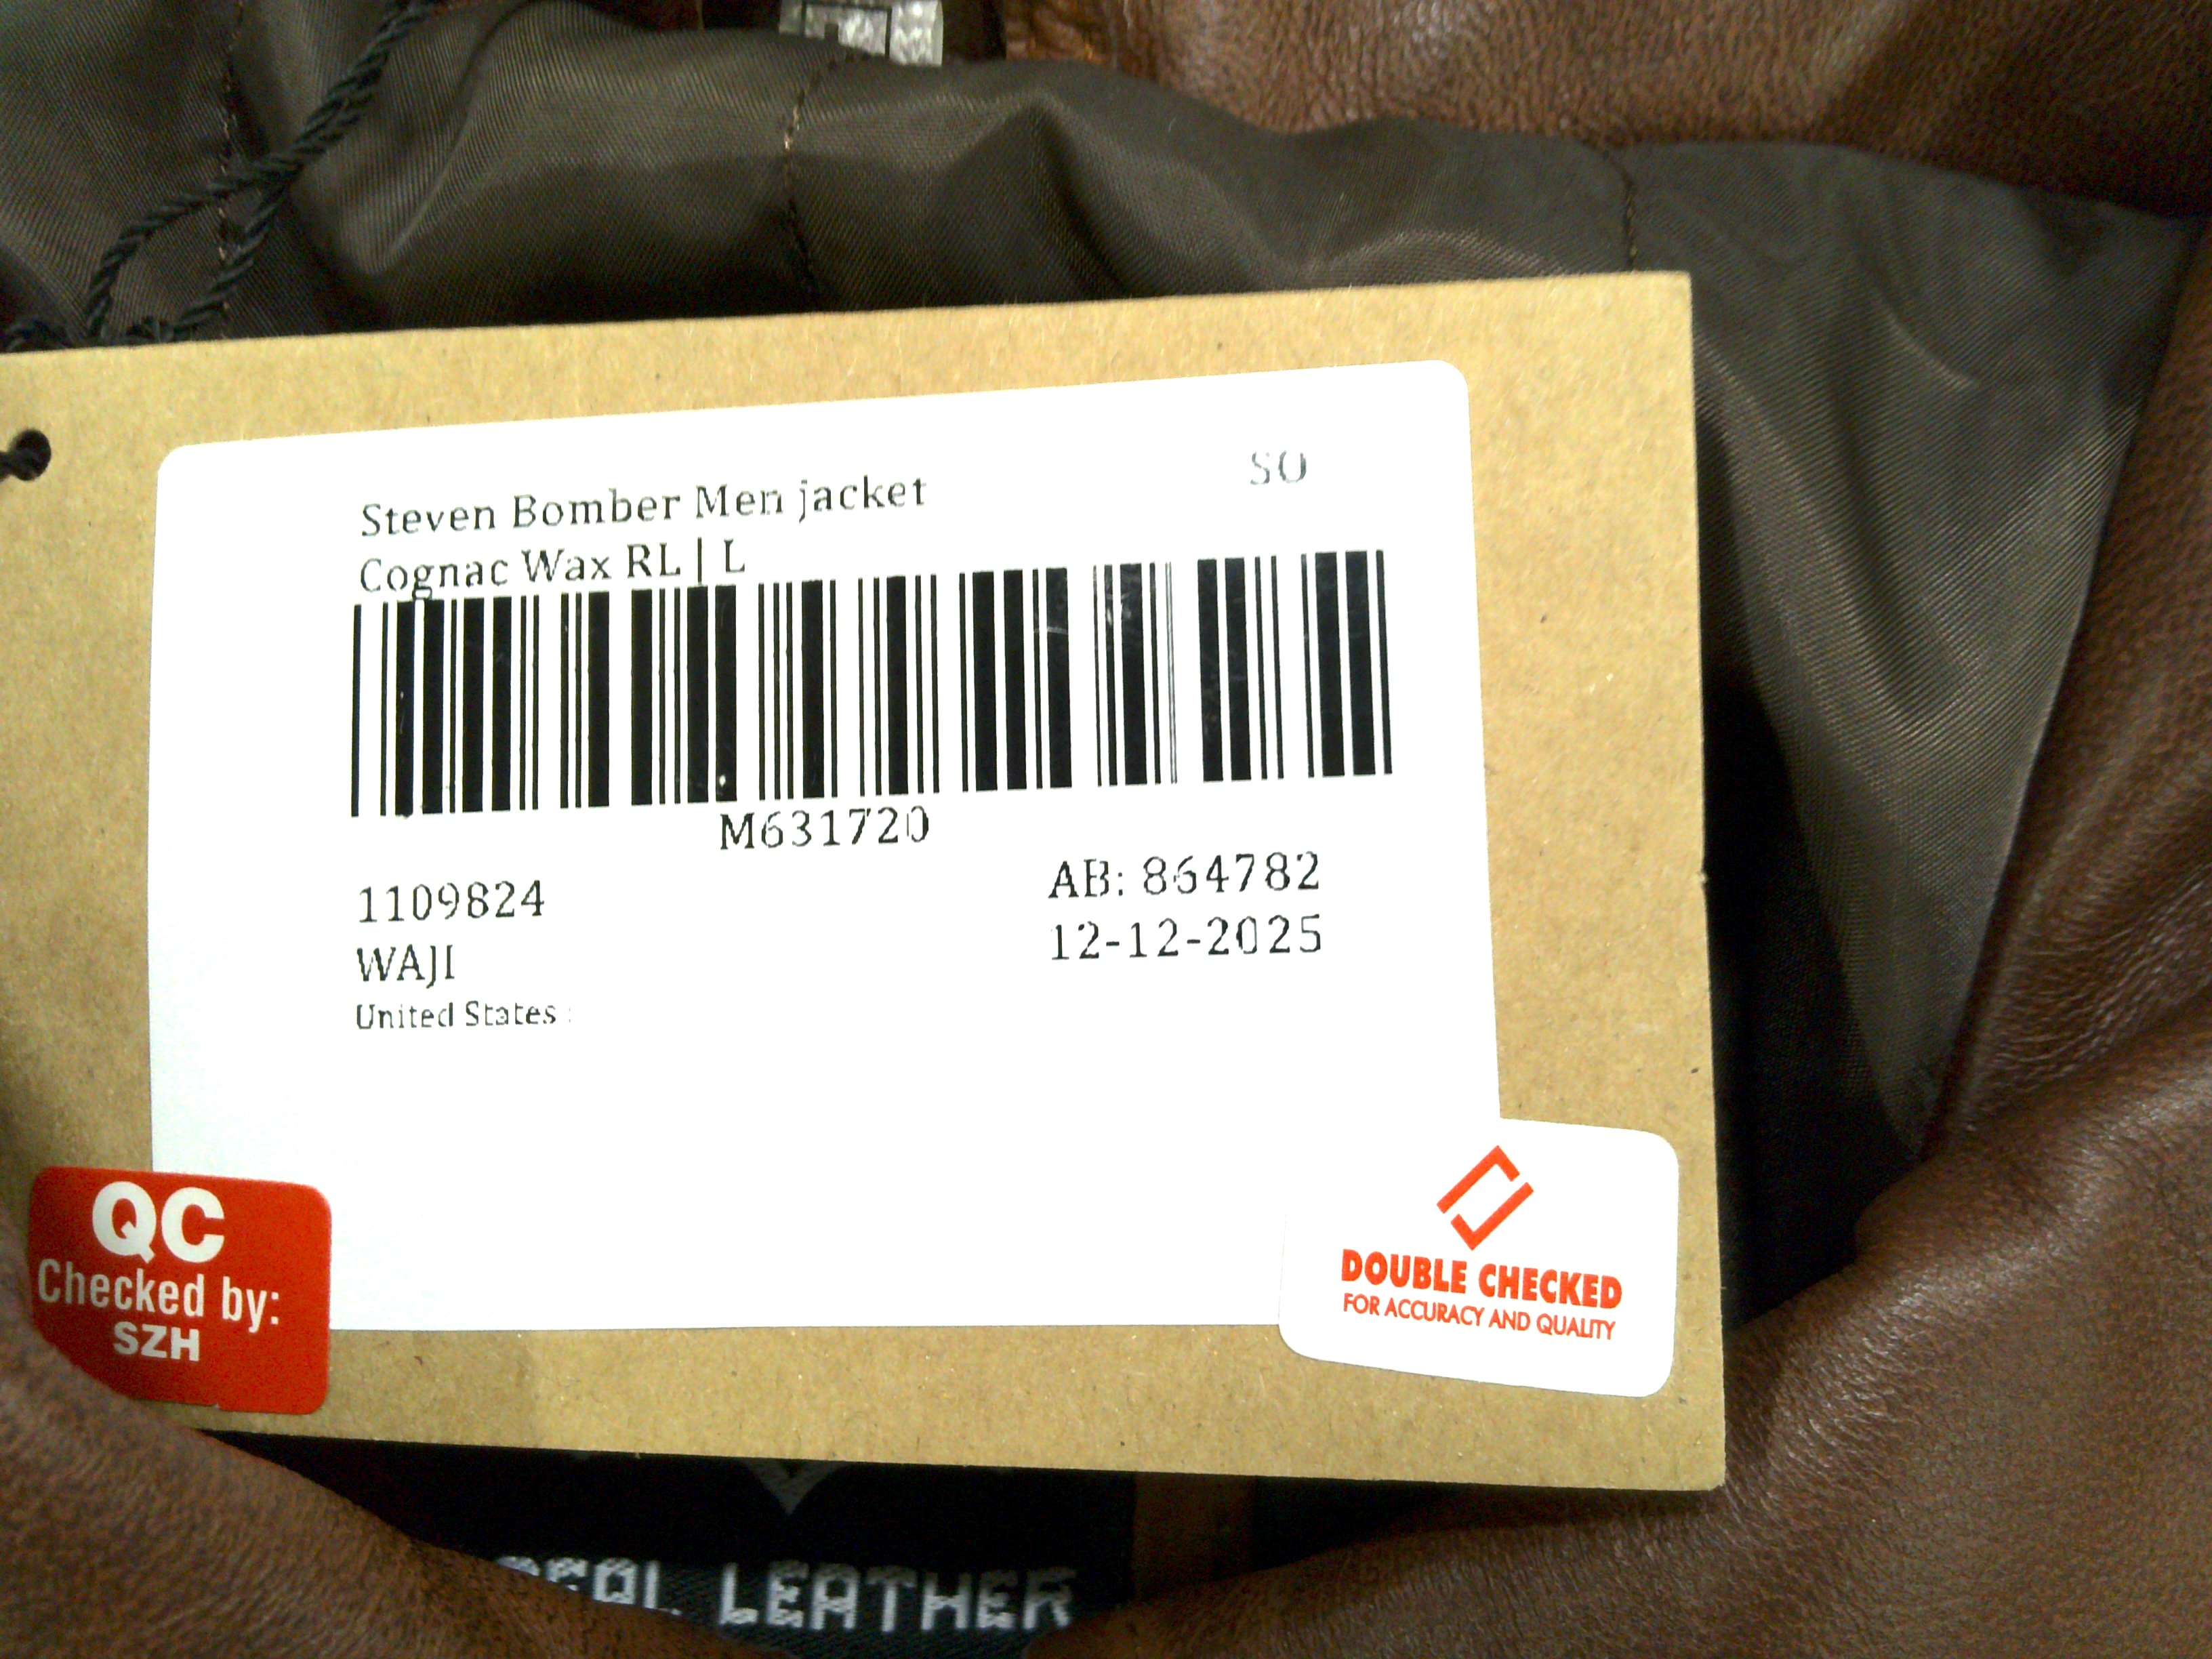 Steven Bomber Men jacket
SO
Cognac Wax RL | L
M631720
1109824
AB: 864782
WAJI
12-12-2025
United States :
QC
Checked by:
SZH
DOUBLE CHECKED
FOR ACCURACY AND QUALITY
REAL LEATHER